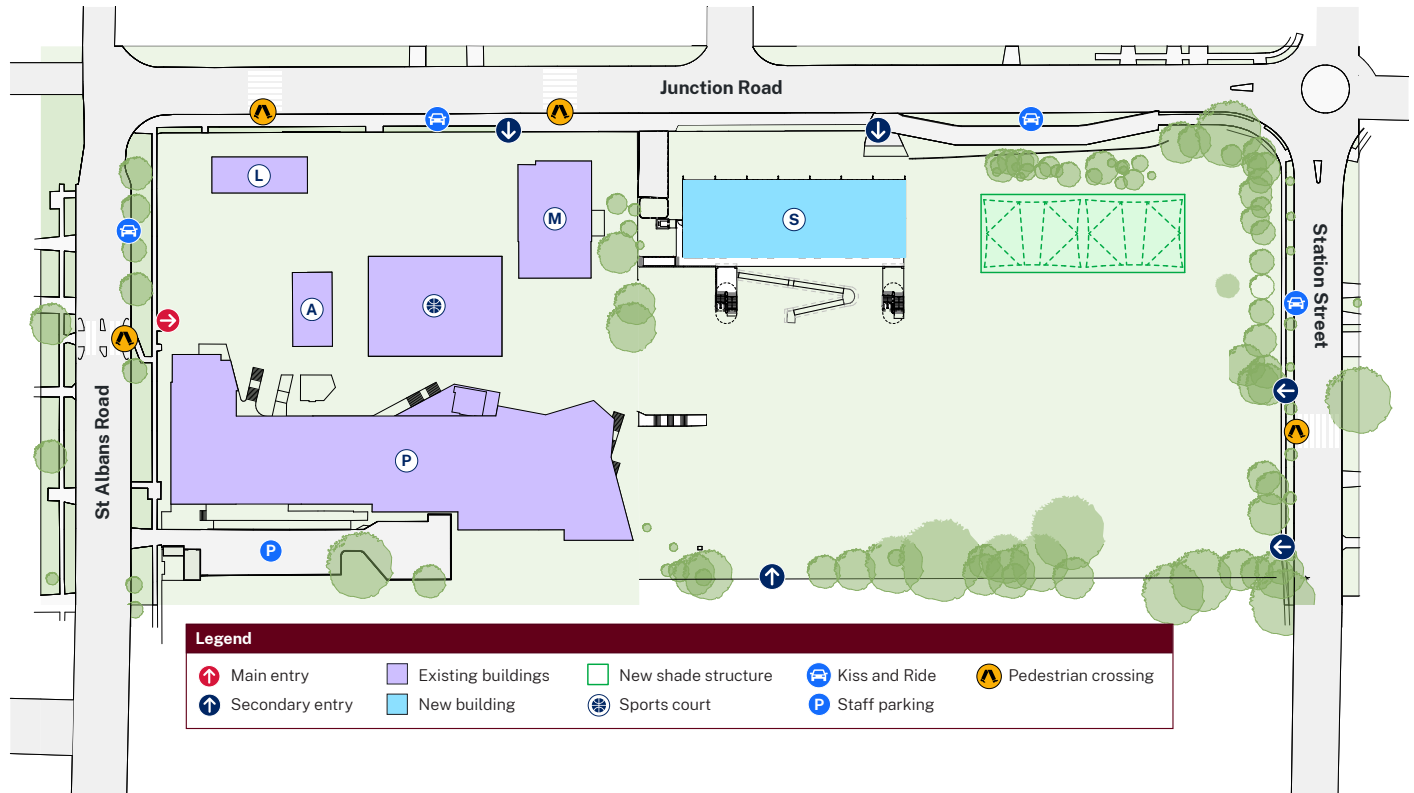 Junction Road
L
M
S
A
Station Street
St Albans Road
P
P
Legend
Main entry
Existing buildings
New shade structure
Kiss and Ride
Pedestrian crossing
Secondary entry
New building
Sports court
P
Staff parking